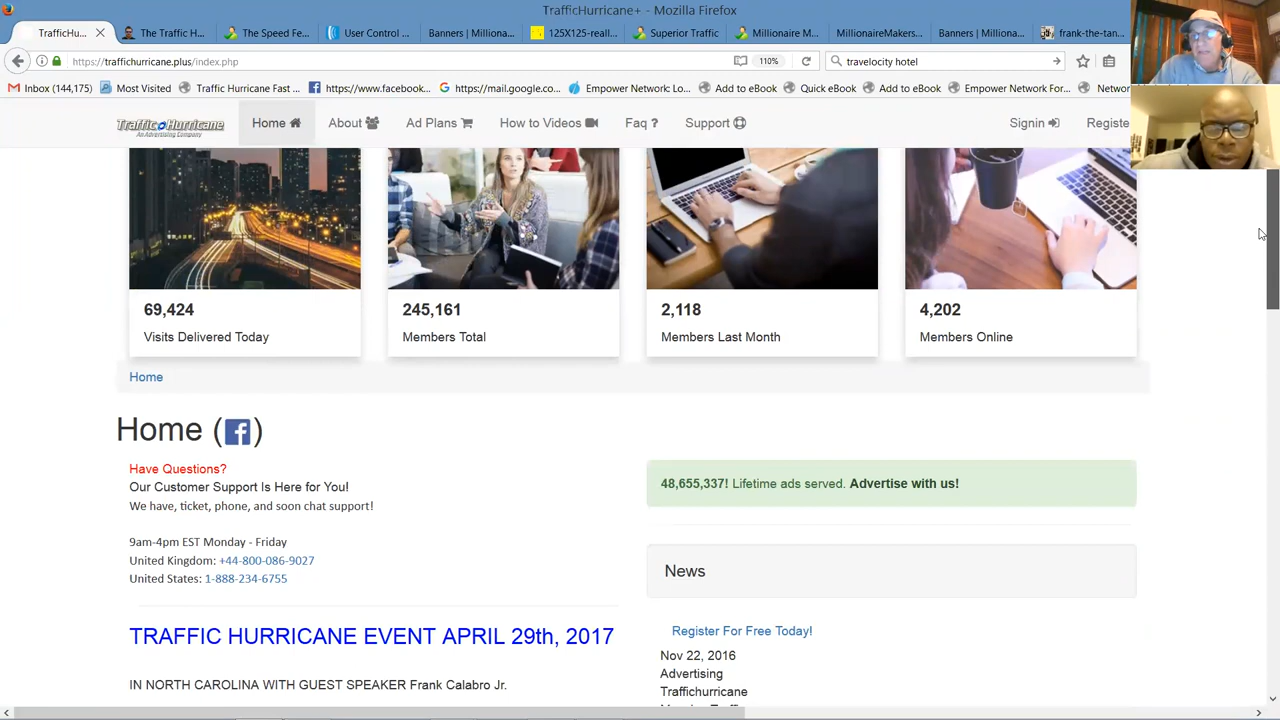 TrafficHurricane+ - Mozilla Firefox
TrafficHu...
The Traffic H...
The Speed Fe...
User Control ...
Banners | Milliona...
125X125-reall...
Superior Traffic
Millionaire M...
MillionaireMakers...
Banners | Milliona...
frank-the-tan...
https://traffichurricane.plus/index.php
110%
travelocity hotel
Inbox (144,175)
Most Visited
Traffic Hurricane Fast ...
https://www.facebook...
https://mail.google.co...
Empower Network: Lo...
Add to eBook
Quick eBook
Add to eBook
Empower Network For...
Network
Traffic Hurricane
An Advertising Company
Home
About
Ad Plans
How to Videos
Faq ?
Support
Signin
Registe
69,424
Visits Delivered Today
245,161
Members Total
2,118
Members Last Month
4,202
Members Online
Home
Home (f)
Have Questions?
Our Customer Support Is Here for You!
We have, ticket, phone, and soon chat support!
9am-4pm EST Monday - Friday
United Kingdom: +44-800-086-9027
United States: 1-888-234-6755
TRAFFIC HURRICANE EVENT APRIL 29th, 2017
IN NORTH CAROLINA WITH GUEST SPEAKER Frank Calabro Jr.
48,655,337! Lifetime ads served. Advertise with us!
News
Register For Free Today!
Nov 22, 2016
Advertising
Traffichurricane